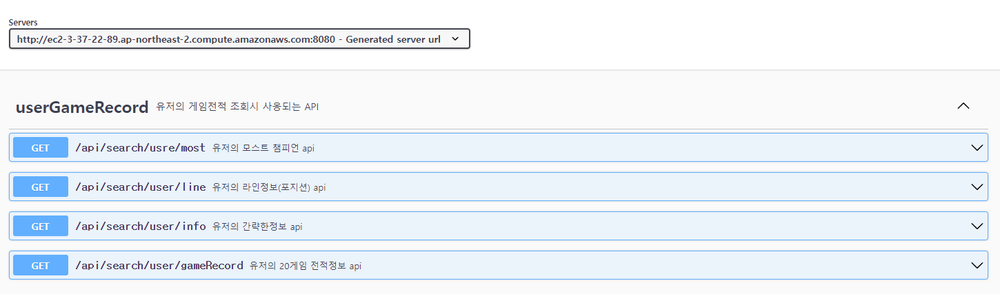 Servers
http://ec2-3-37-22-89.ap-northeast-2.compute.amazonaws.com:8080 - Generated server url
userGameRecord 유저의 게임전적 조회시 사용되는 API
GET /api/search/usre/most 유저의 모스트 챔피언 api
GET /api/search/user/line 유저의 라인정보(포지션) api
GET /api/search/user/info 유저의 간략한정보 api
GET /api/search/user/gameRecord 유저의 20게임 전적정보 api